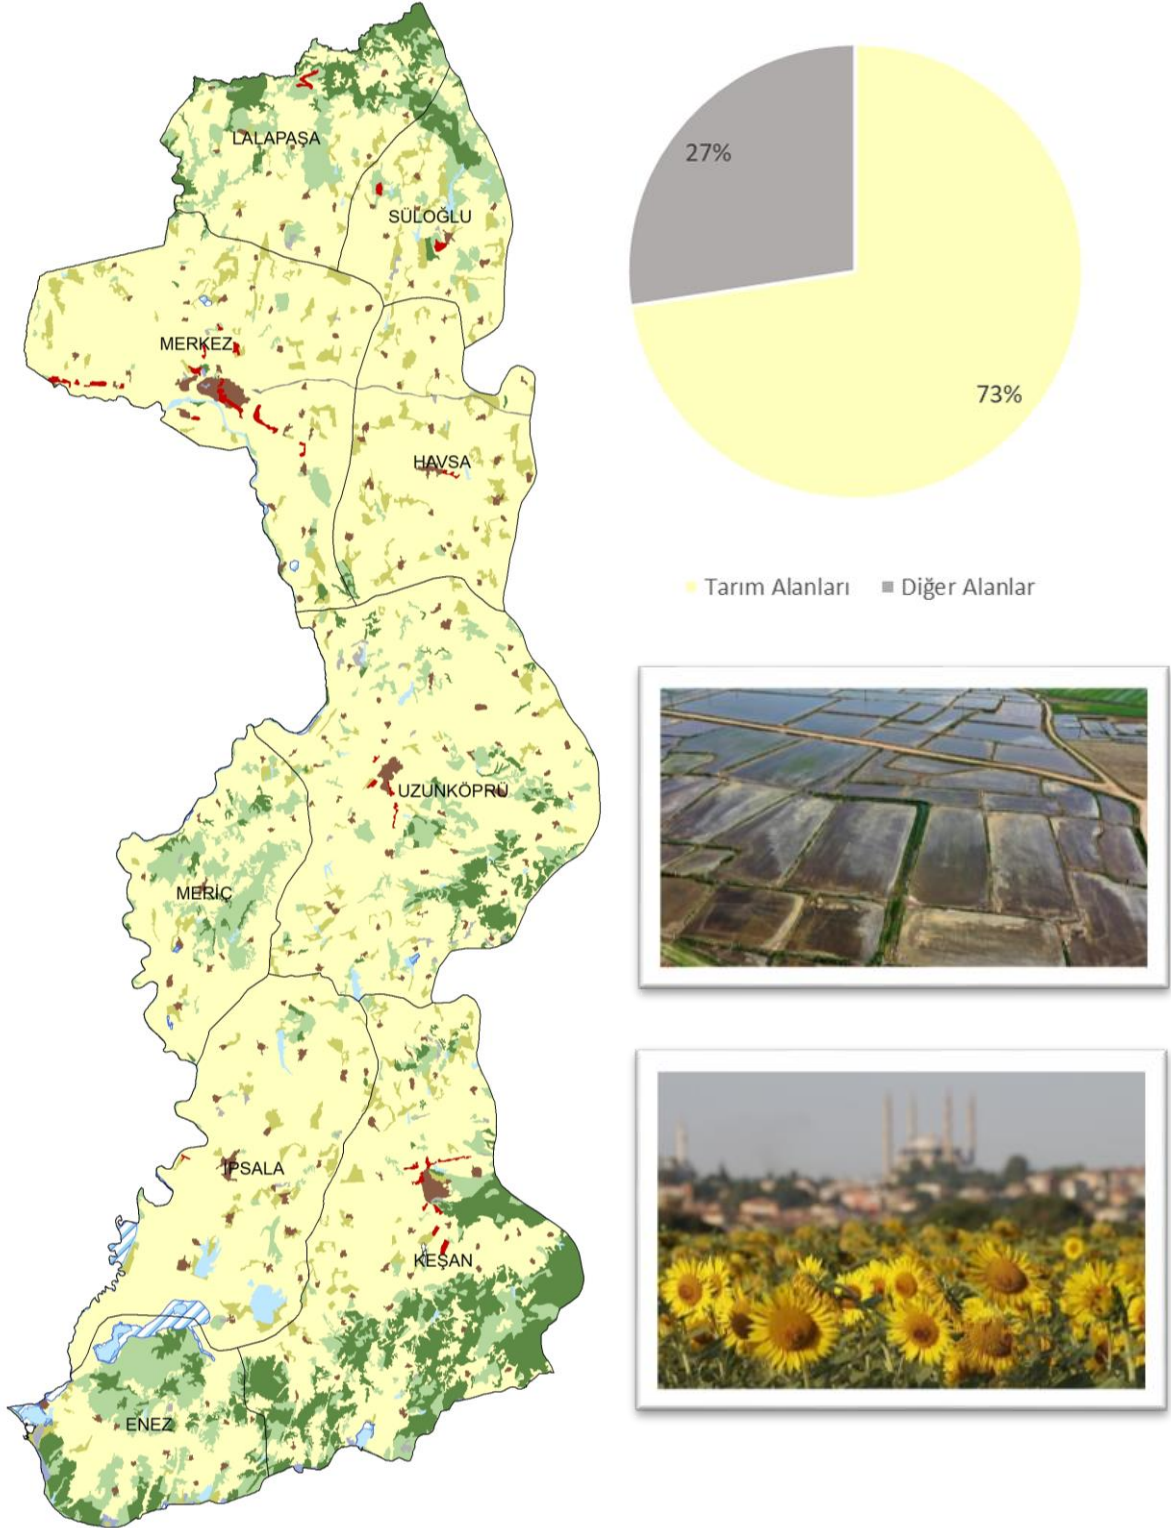 LALAPAŞA
SÜLOĞLU
MERKEZ
HAVSA
UZUNKÖPRÜ
MERİÇ
İPSALA
KEŞAN
ENEZ
27%
73%
Tarım Alanları
Diğer Alanlar